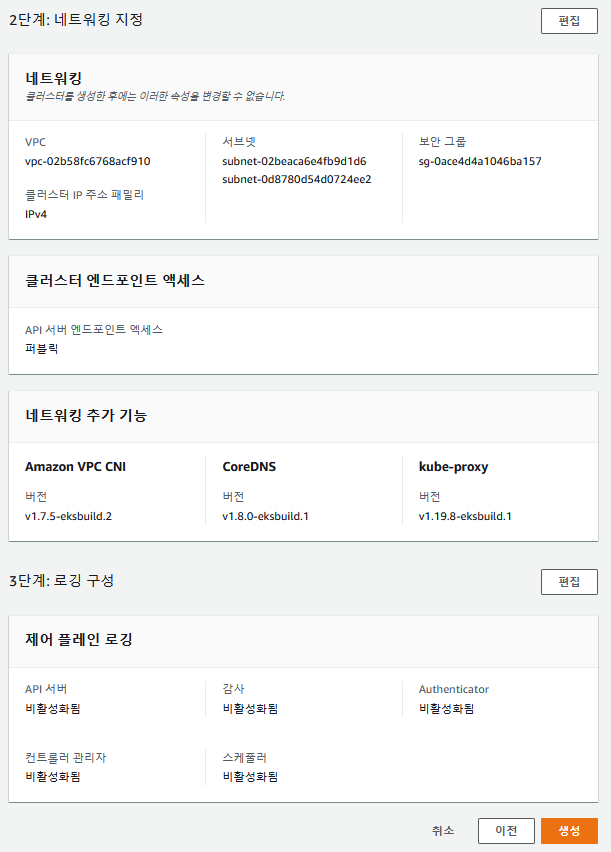 2단계: 네트워킹 지정
편집
네트워킹
클러스터를 생성한 후에는 이러한 속성을 변경할 수 없습니다.
VPC
vpc-02b58fc6768acf910
클러스터 IP 주소 패밀리
IPv4
서브넷
subnet-02beaca6e4fb9d1d6
subnet-0d8780d54d0724ee2
보안 그룹
sg-0ace4d4a1046ba157
클러스터 엔드포인트 액세스
API 서버 엔드포인트 엑세스
퍼블릭
네트워킹 추가 기능
Amazon VPC CNI
버전
v1.7.5-eksbuild.2
CoreDNS
버전
v1.8.0-eksbuild.1
kube-proxy
버전
v1.19.8-eksbuild.1
3단계: 로깅 구성
편집
제어 플레인 로깅
API 서버
비활성화됨
감사
비활성화됨
Authenticator
비활성화됨
컨트롤러 관리자
비활성화됨
스케줄러
비활성화됨
취소
이전
생성